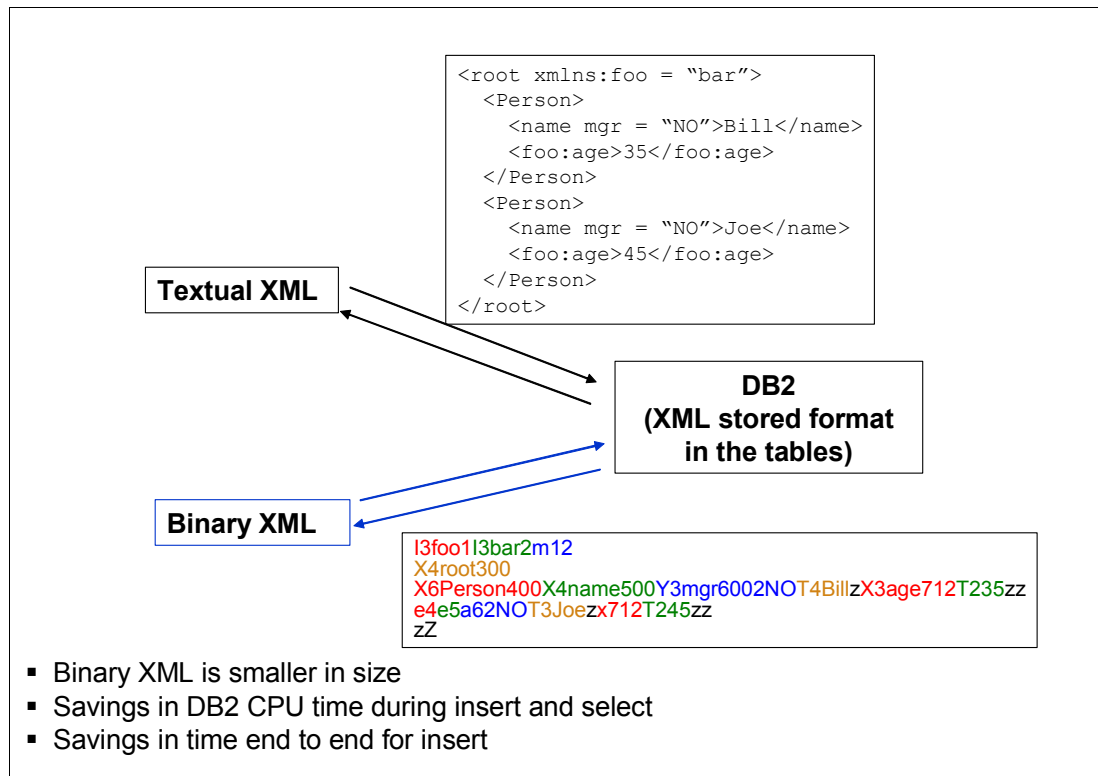 <root xmlns:foo = “bar”>
<Person>
<name mgr = “NO”>Bill</name>
<foo:age>35</foo:age>
</Person>
<Person>
<name mgr = “NO”>Joe</name>
<foo:age>45</foo:age>
</Person>
</root>
Textual XML
DB2
(XML stored format
in the tables)
Binary XML
I3foo1I3bar2m12
X4root300
X6Person400X4name500Y3mgr6002NOT4BillzX3age712T235zz
e4e5a62NOT3Joezx712T245zz
zZ
▪ Binary XML is smaller in size
▪ Savings in DB2 CPU time during insert and select
▪ Savings in time end to end for insert